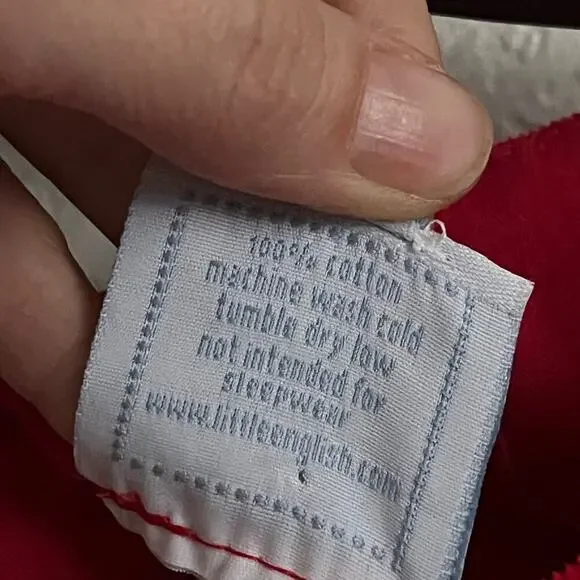 100% cotton
machine wash cold
tumble dry low
not intended for
sleepwear
www.littleenglish.com